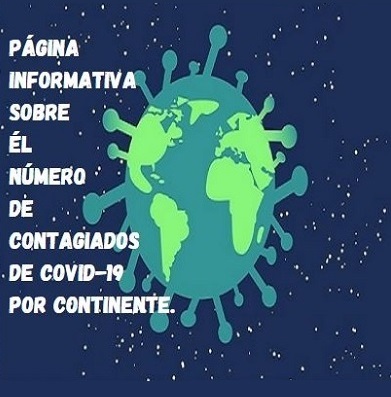 PÁGINA
INFORMATIVA
SOBRE
ÉL
NÚMERO
DE
CONTAGIADOS
DE COVID-19
POR CONTINENTE.